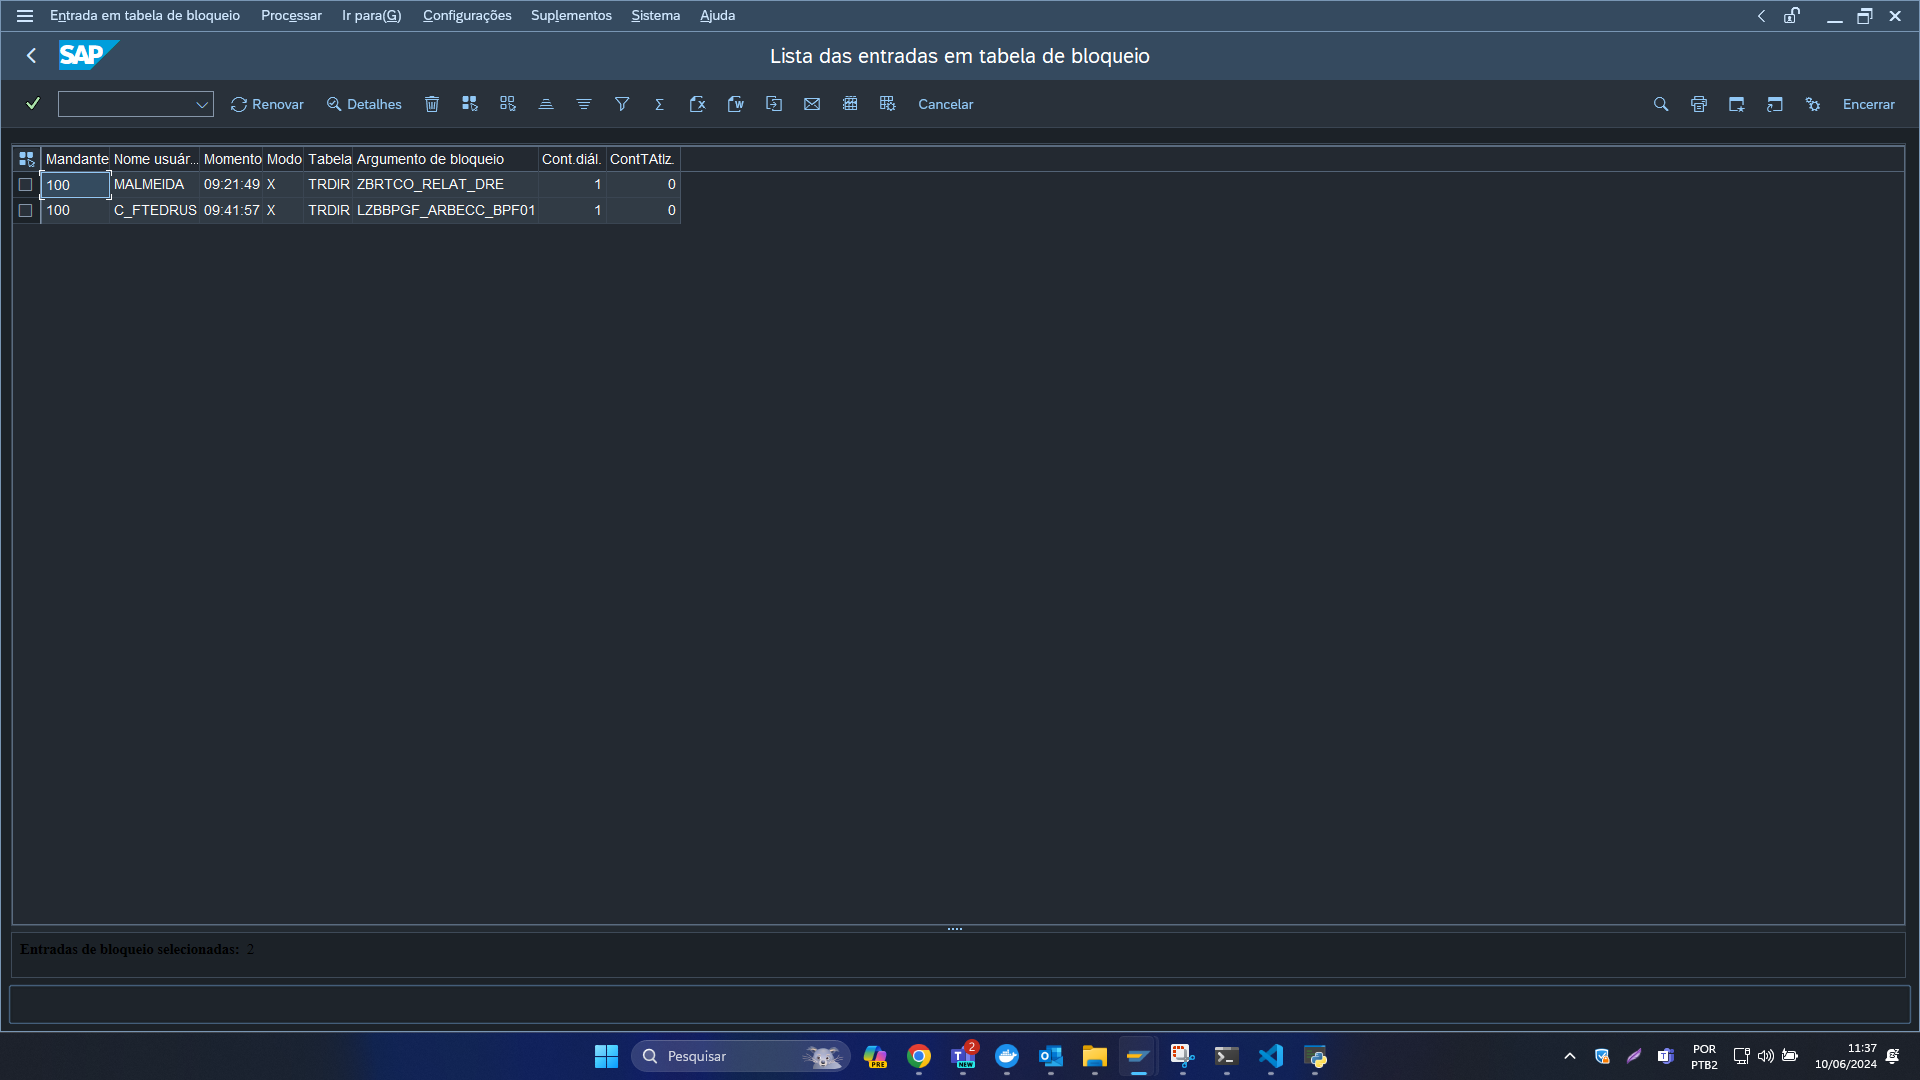 Entrada em tabela de bloqueio Processar Ir para(G) Configurações Suplementos Sistema Ajuda
SAP Lista das entradas em tabela de bloqueio
Renovar Detalhes Cancelar Encerrar
Mandante Nome usuár... Momento Modo Tabela Argumento de bloqueio Cont.diál. ContTAtlz.
100 MALMEIDA 09:21:49 X TRDIR ZBRTCO_RELAT_DRE 1 0
100 C_FTEDRUS 09:41:57 X TRDIR LZBBPGF_ARBECC_BPF01 1 0
Entradas de bloqueio selecionadas: 2
Pesquisar PRE 2 NEW POR 11:37
PTB2 10/06/2024